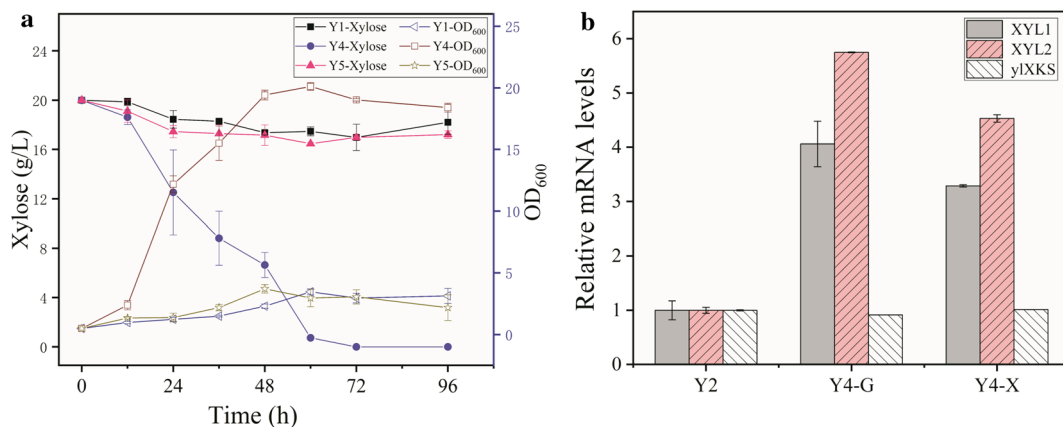 a
Y1-Xylose Y1-OD600
Y4-Xylose Y4-OD600
Y5-Xylose Y5-OD600
24
20
16
12
8
4
0
Xylose (g/L)
25
20
15
10
5
0
OD600
0 24 48 72 96
Time (h)
b
XYL1
XYL2
ylXKS
6
5
4
3
2
1
0
Relative mRNA levels
Y2 Y4-G Y4-X